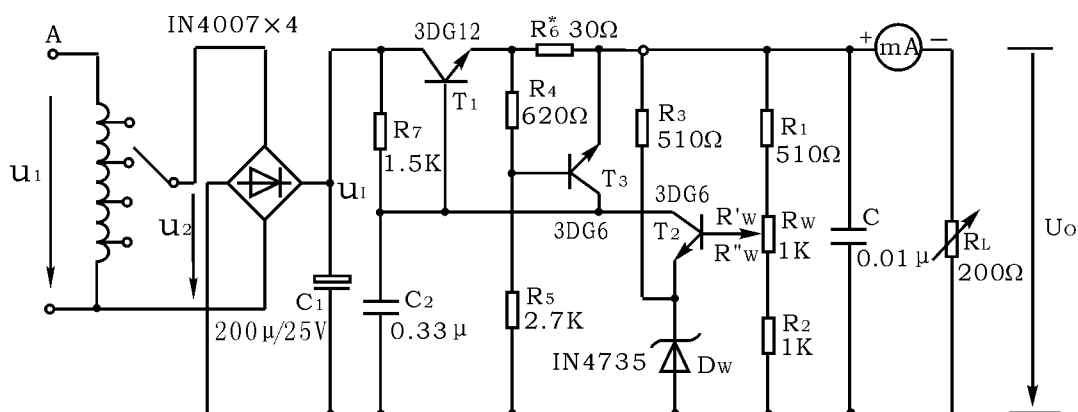 IN4007×4
A
u1
u2
uI
C1
200μ/25V
3DG12
T1
R7
1.5K
C2
0.33μ
R*6 30Ω
R4
620Ω
T3
3DG6
R5
2.7K
R3
510Ω
3DG6
T2
R'W
R"W
IN4735
DW
R1
510Ω
RW
1K
R2
1K
C
0.01μ
+
mA
−
RL
200Ω
UO